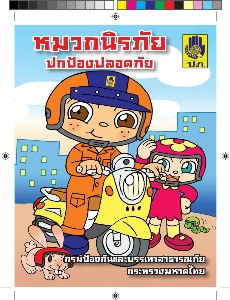 หมวกนิรภัย
ปกป้องปลอดภัย
ปภ.
กรมป้องกันและบรรเทาสาธารณภัย
กระทรวงมหาดไทย